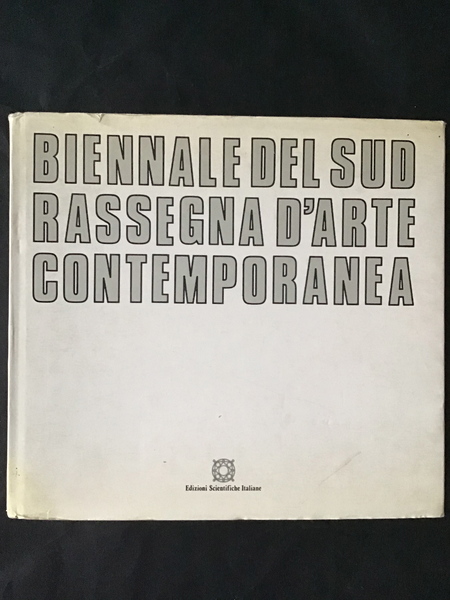 BIENNALE DEL SUD
RASSEGNA D'ARTE
CONTEMPORANEA
Edizioni Scientifiche Italiane